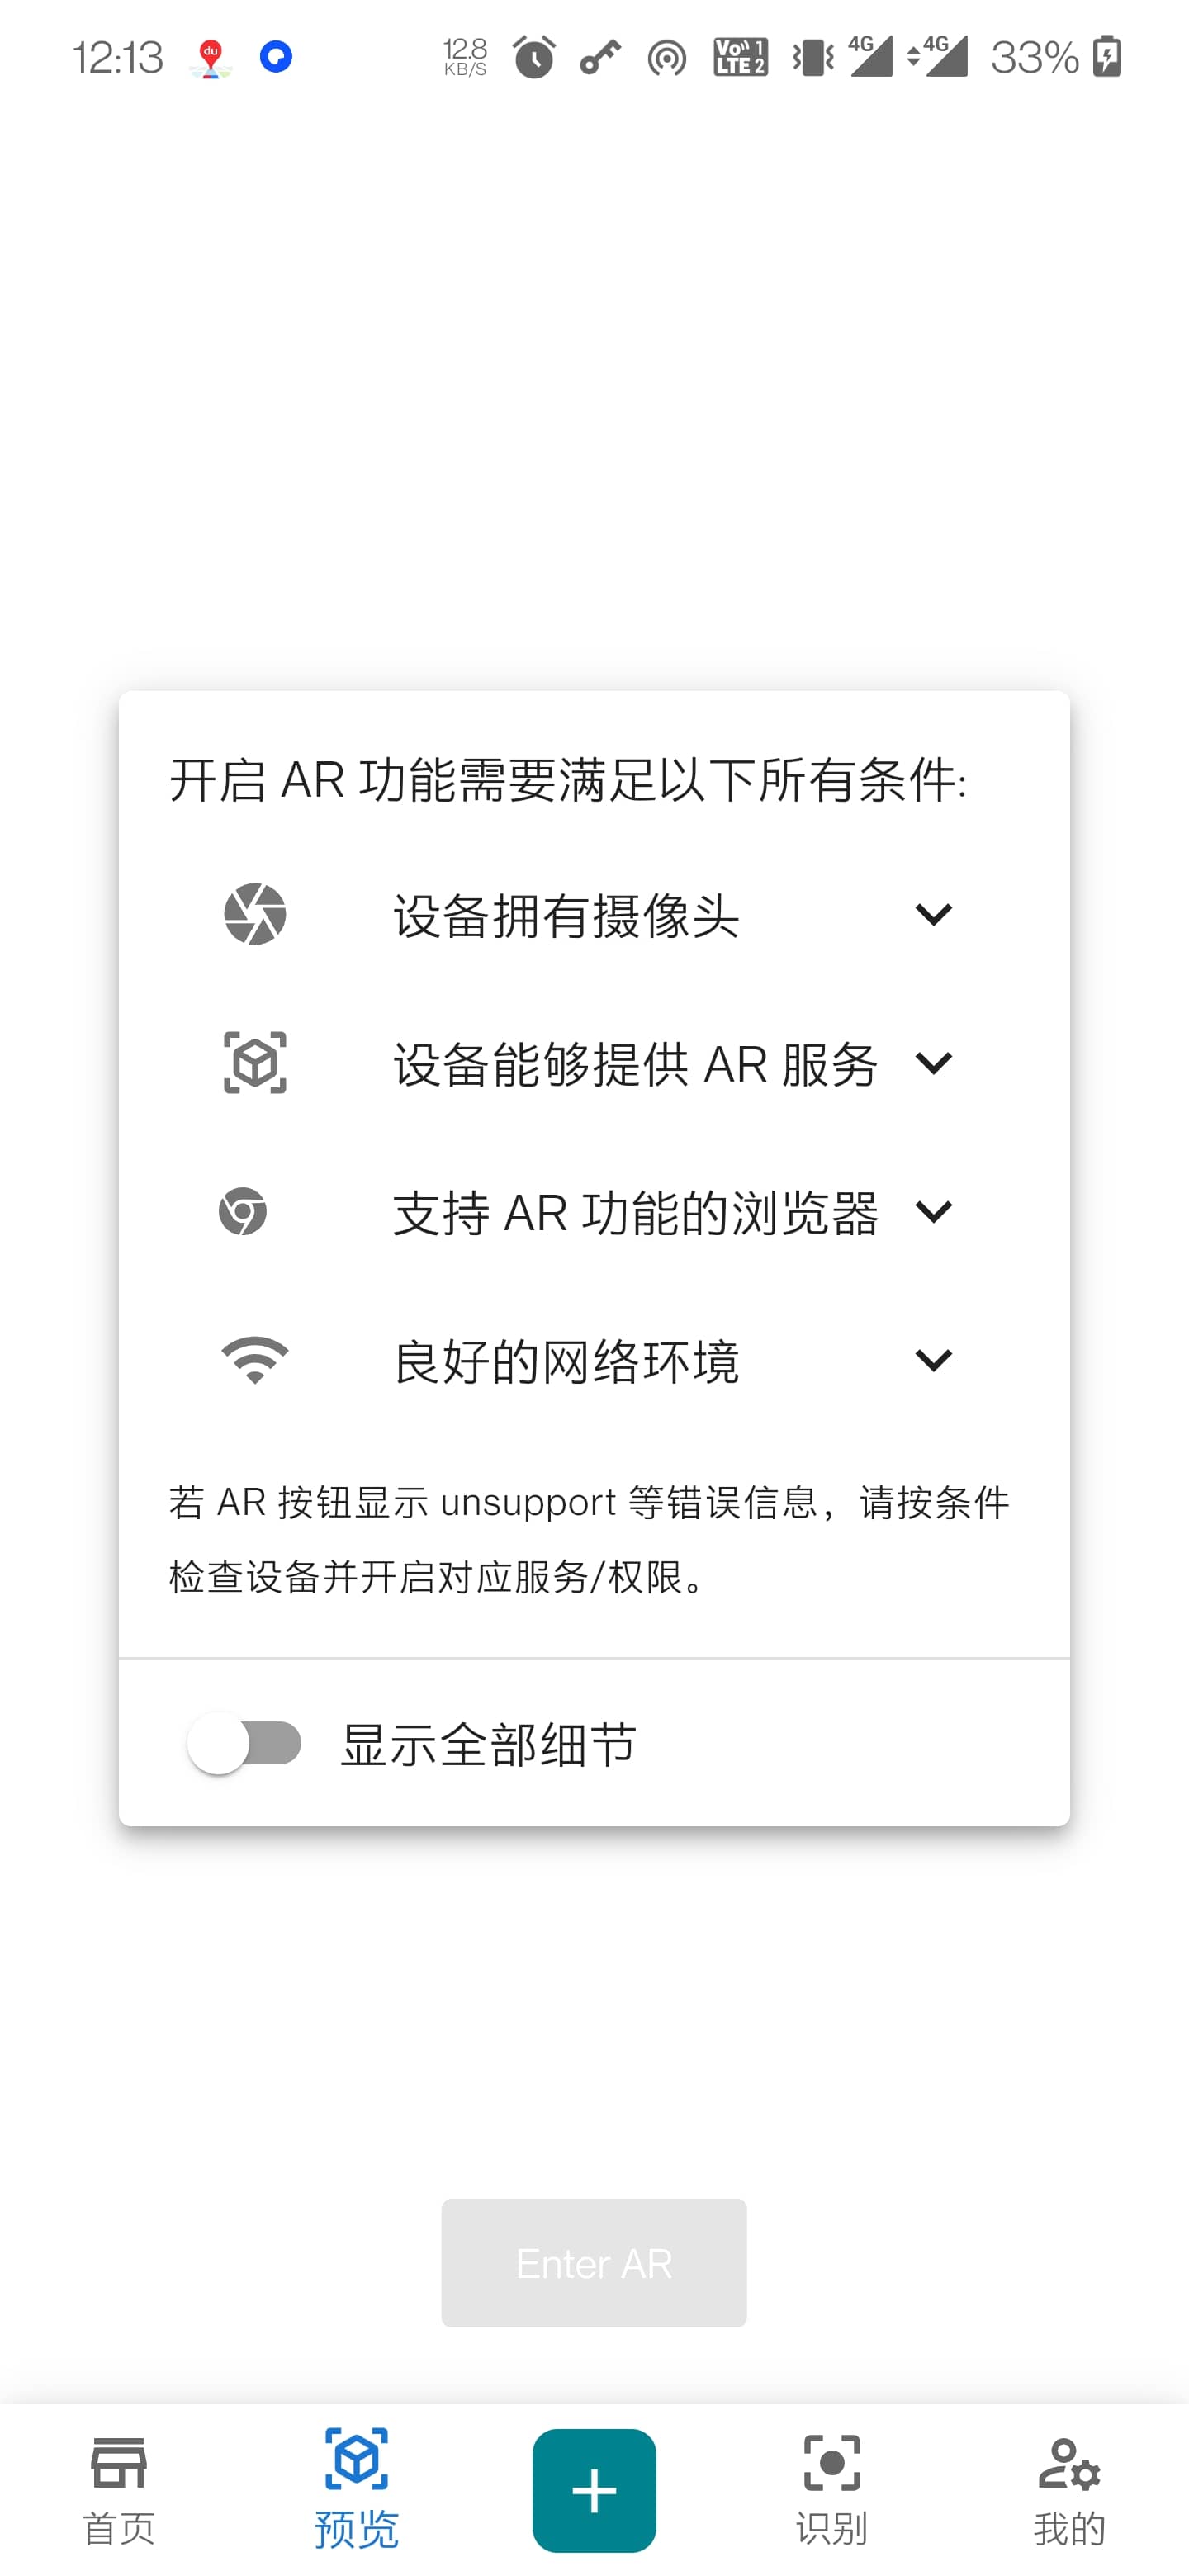 12:13
du
12.8
KB/S
Vo 1
LTE 2
4G
4G
33%
开启 AR 功能需要满足以下所有条件:
设备拥有摄像头
设备能够提供 AR 服务
支持 AR 功能的浏览器
良好的网络环境
若 AR 按钮显示 unsupport 等错误信息，请按条件
检查设备并开启对应服务/权限。
显示全部细节
Enter AR
首页
预览
识别
我的